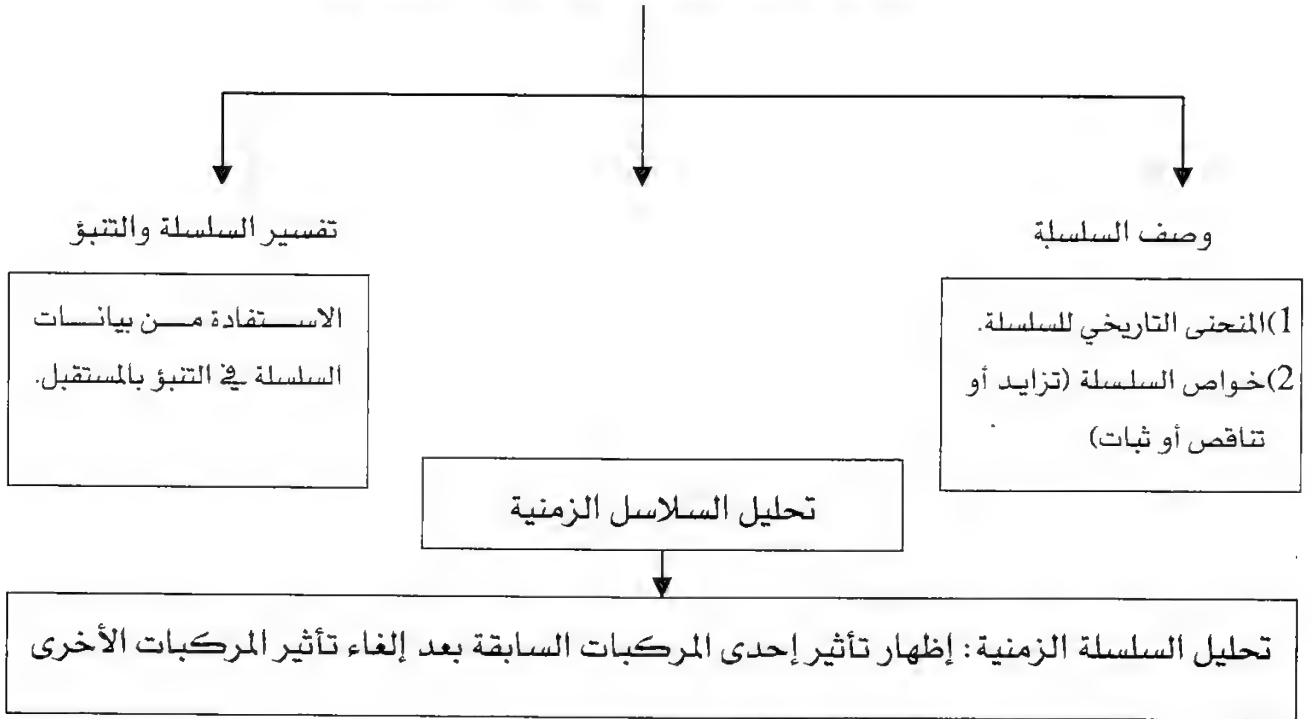 وصف السلسلة
1)المنحنى التاريخي للسلسلة.
2)خواص السلسلة (تزايد أو
تناقص أو ثبات)
تفسير السلسلة والتنبؤ
الاستفادة من بيانات
السلسلة في التنبؤ بالمستقبل.
تحليل السلاسل الزمنية
تحليل السلسلة الزمنية: إظهار تأثير إحدى المركبات السابقة بعد إلغاء تأثير المركبات الأخرى